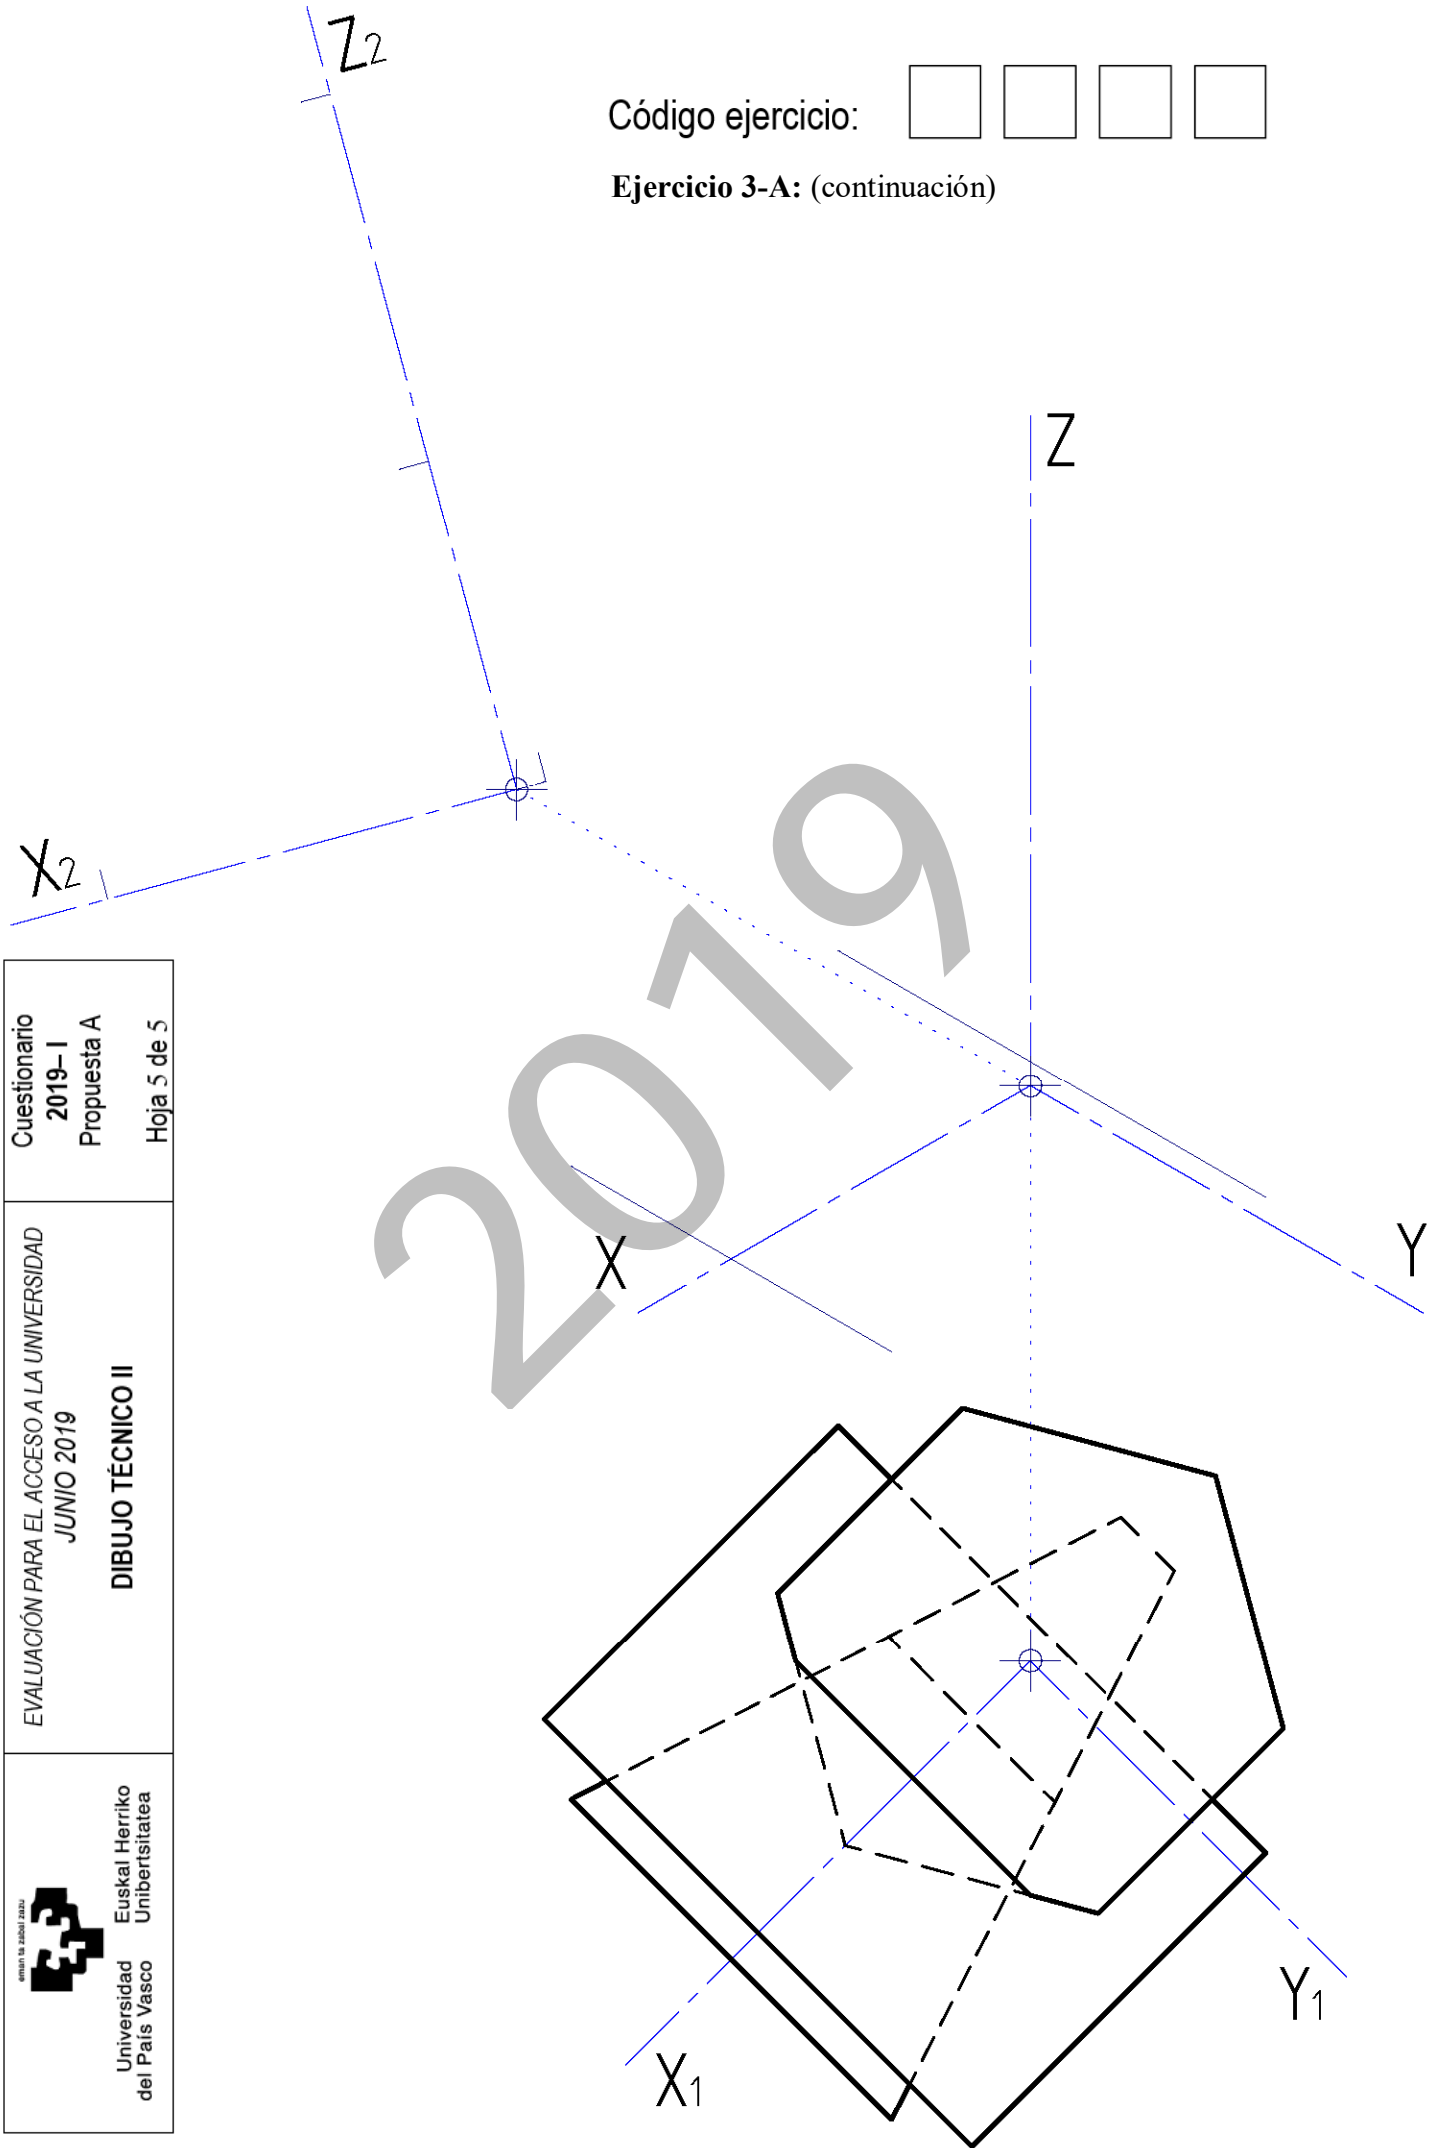 Z2
Código ejercicio:
Ejercicio 3-A: (continuación)
Z
X2
2019
X
Y
X1
Y1
Cuestionario
2019– I
Propuesta A
Hoja 5 de 5
EVALUACIÓN PARA EL ACCESO A LA UNIVERSIDAD
JUNIO 2019
DIBUJO TÉCNICO II
eman ta zabal zazu
Universidad
del País Vasco
Euskal Herriko
Unibertsitatea